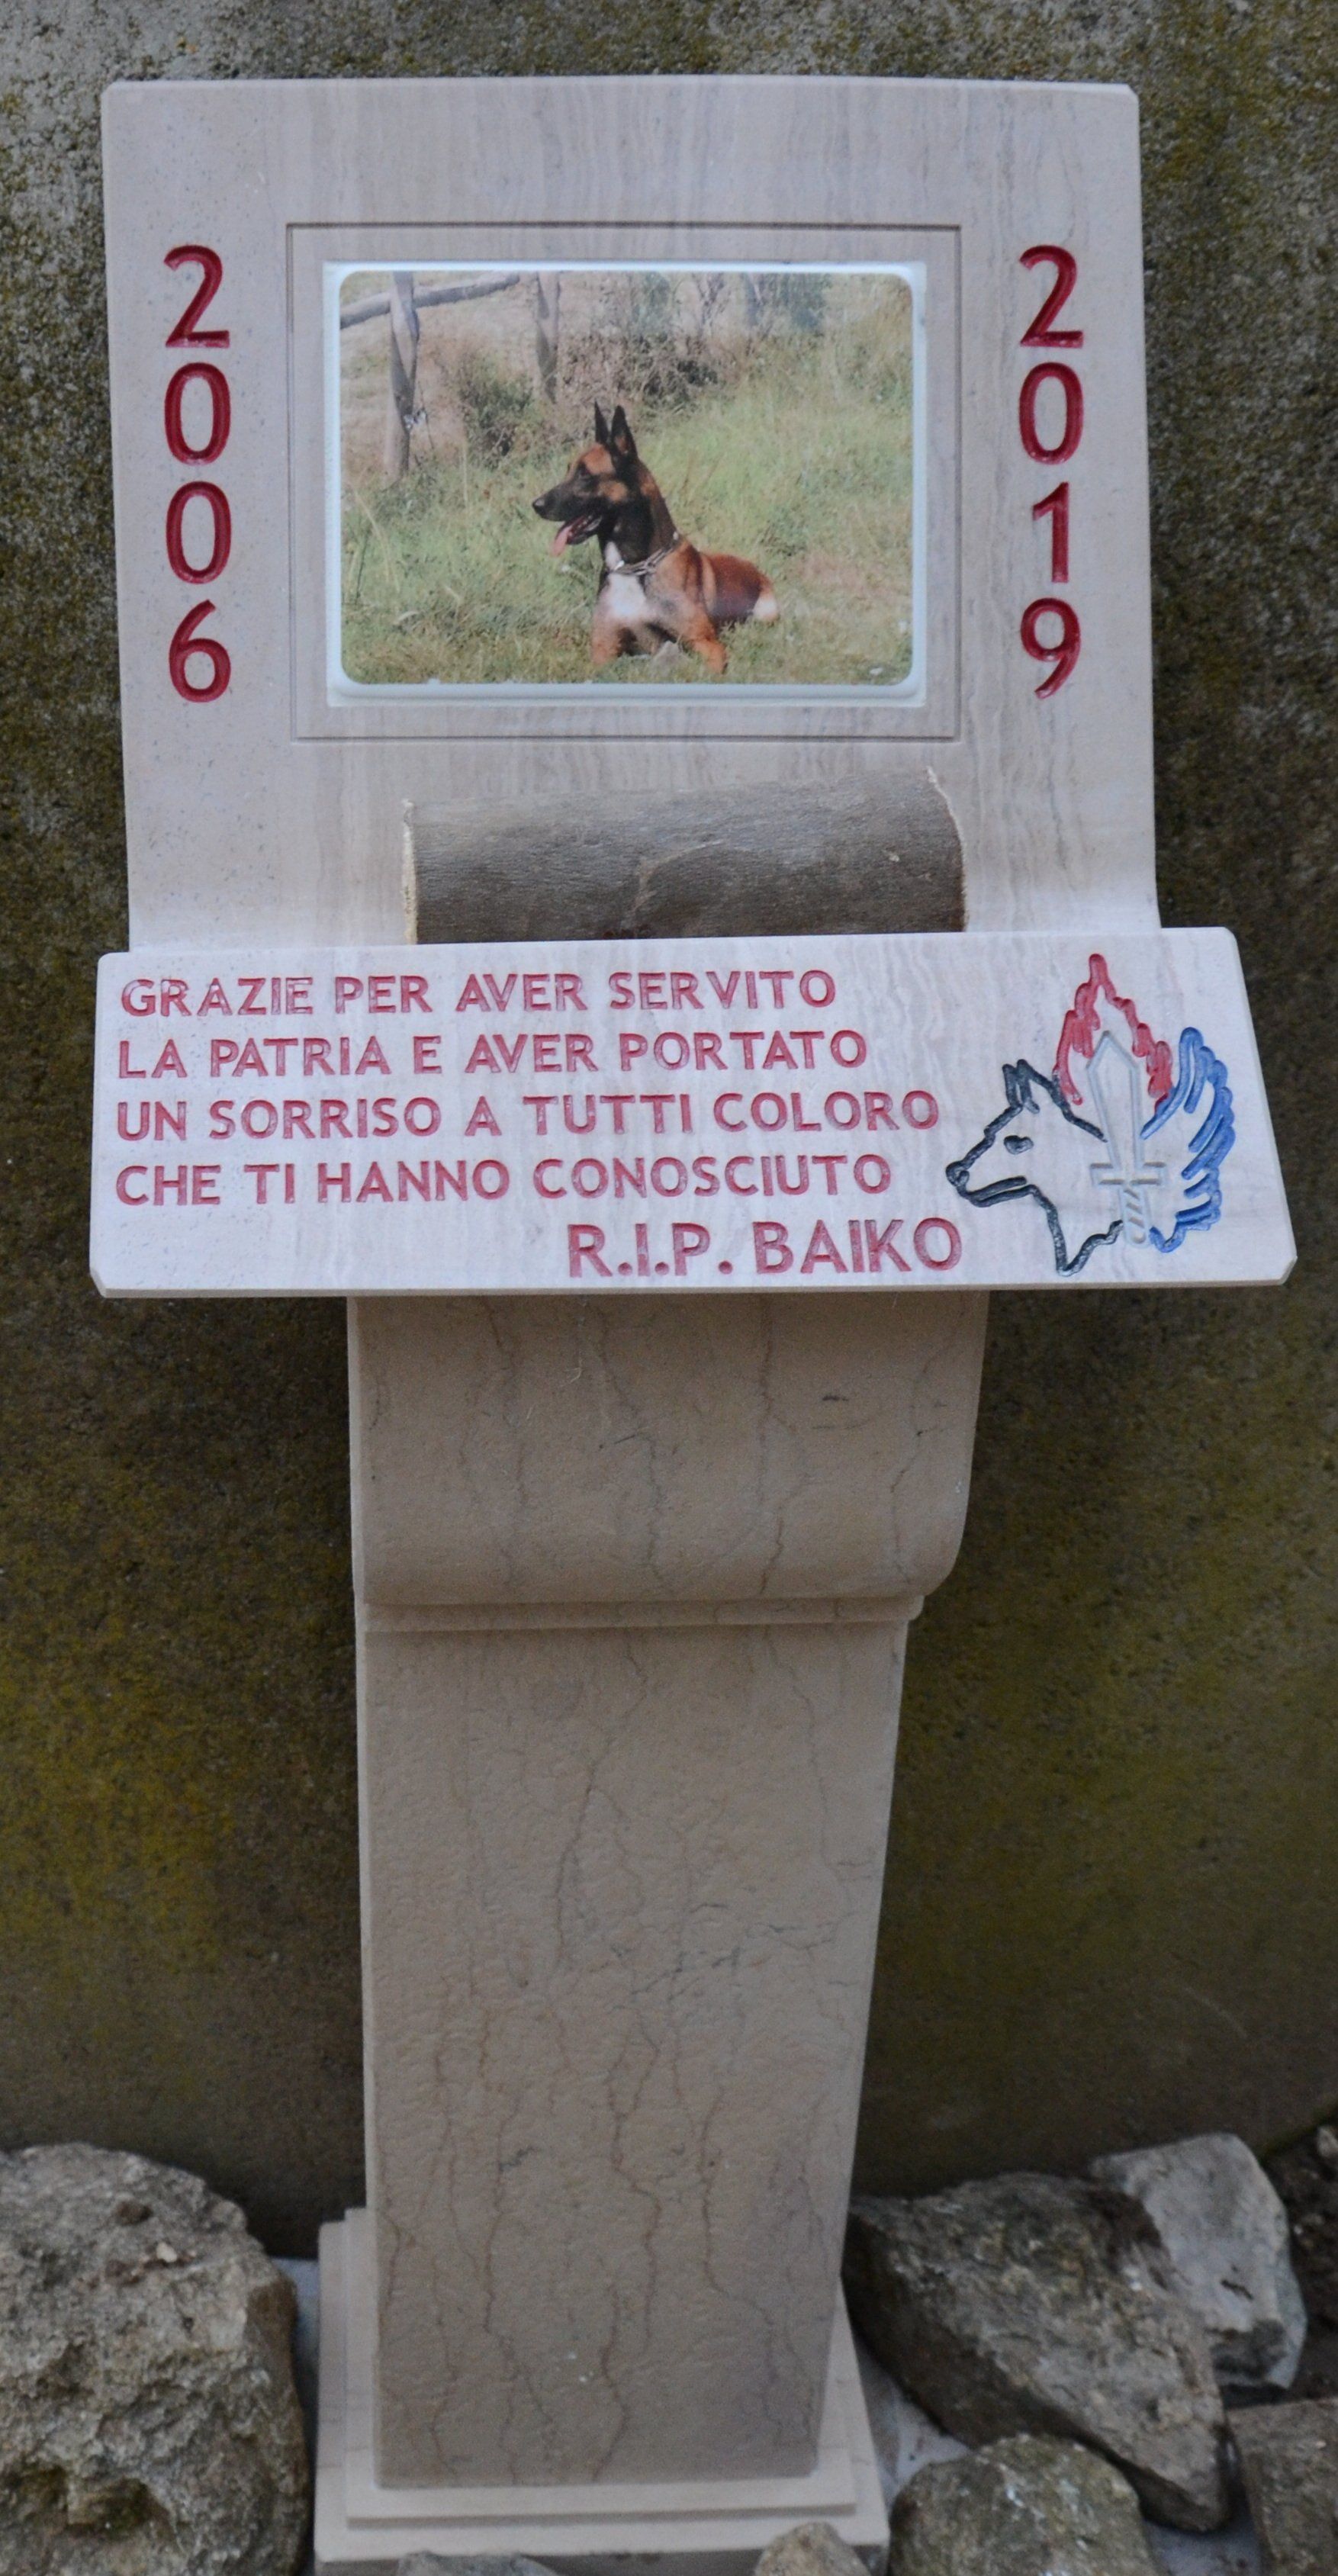 2006
2019
GRAZIE PER AVER SERVITO
LA PATRIA E AVER PORTATO
UN SORRISO A TUTTI COLORO
CHE TI HANNO CONOSCIUTO
R.I.P. BAIKO